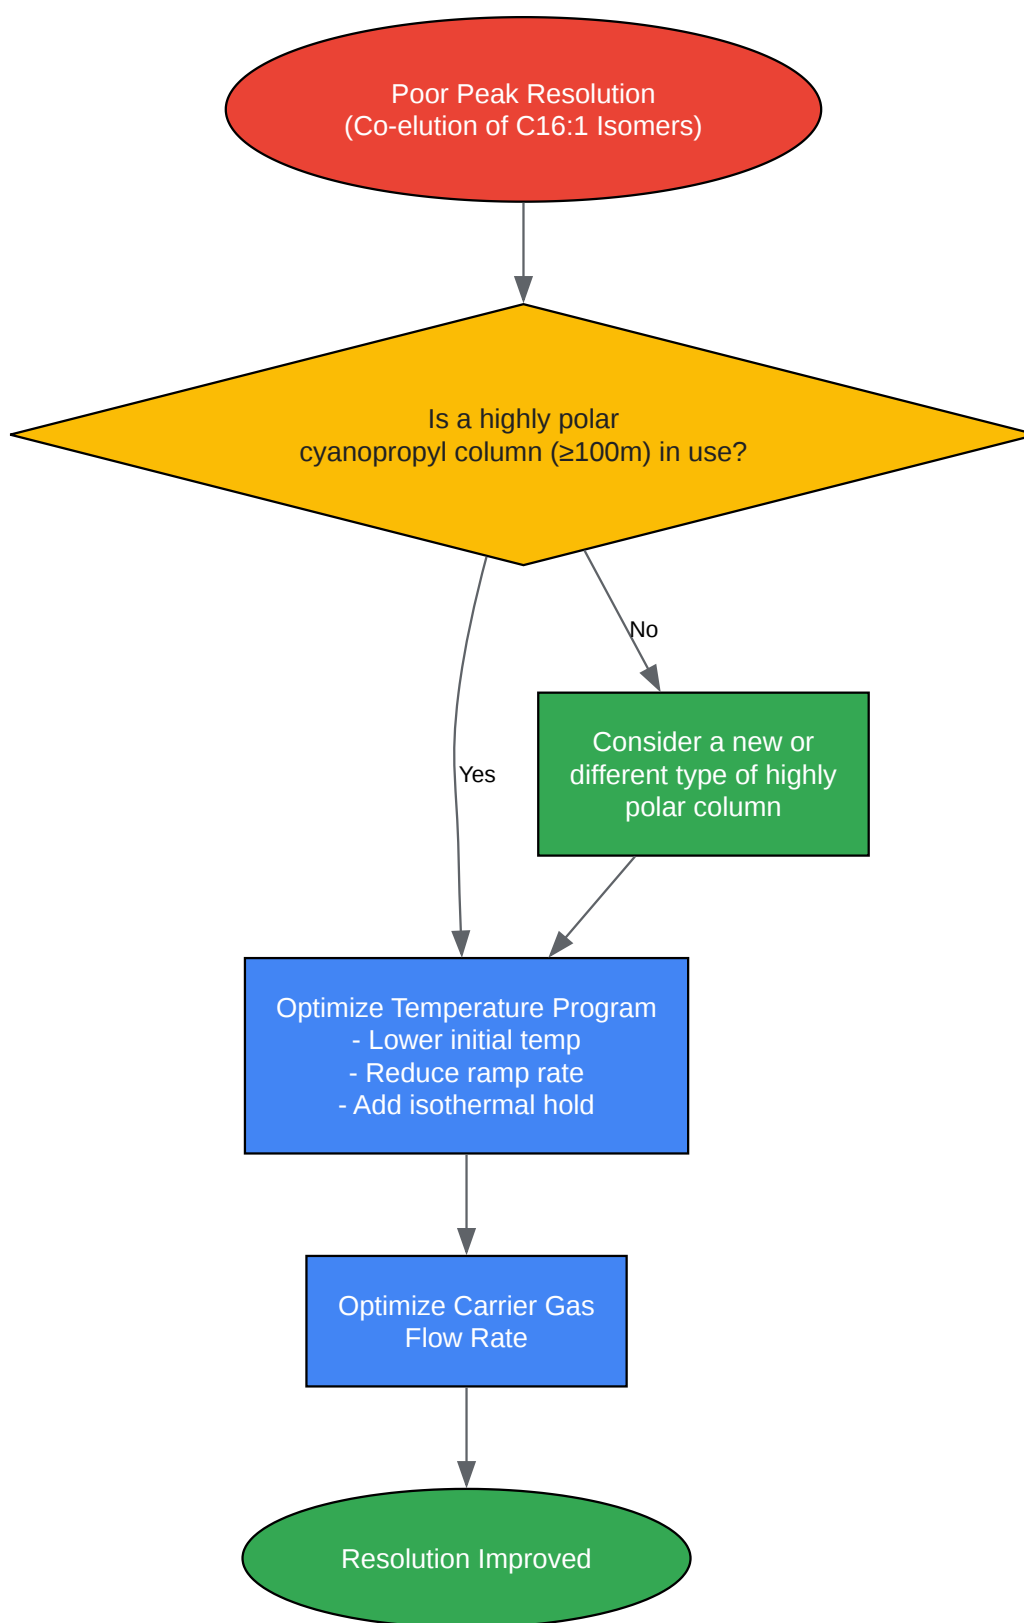 Poor Peak Resolution
(Co-elution of C16:1 Isomers)
Is a highly polar
cyanopropyl column (≥100m) in use?
No
Consider a new or
different type of highly
polar column
Yes
Optimize Temperature Program
- Lower initial temp
- Reduce ramp rate
- Add isothermal hold
Optimize Carrier Gas
Flow Rate
Resolution Improved